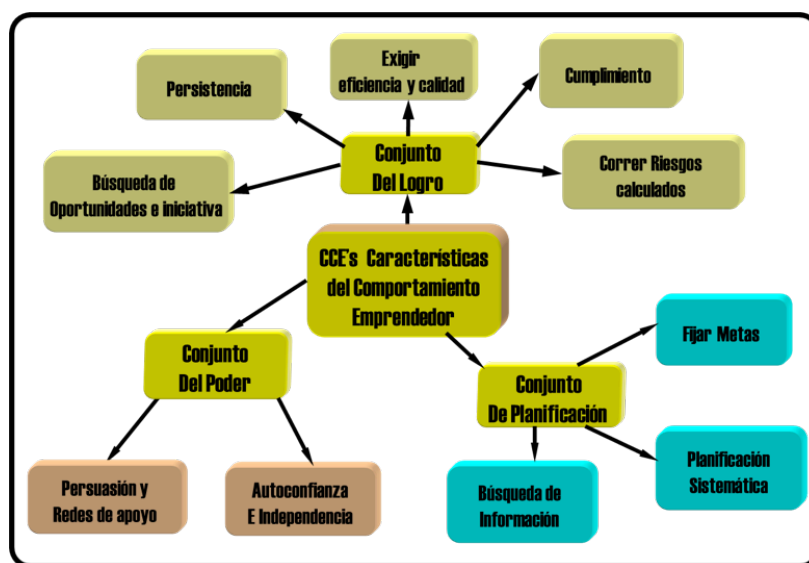 Exigir
eficiencia y calidad
Cumplimiento
Persistencia
Conjunto
Del Logro
Correr Riesgos
calculados
Búsqueda de
Oportunidades e iniciativa
CCE's Características
del Comportamiento
Emprendedor
Fijar Metas
Conjunto
Del Poder
Conjunto
De Planificación
Planificación
Sistemática
Persuasión y
Redes de apoyo
Autoconfianza
E Independencia
Búsqueda de
Información